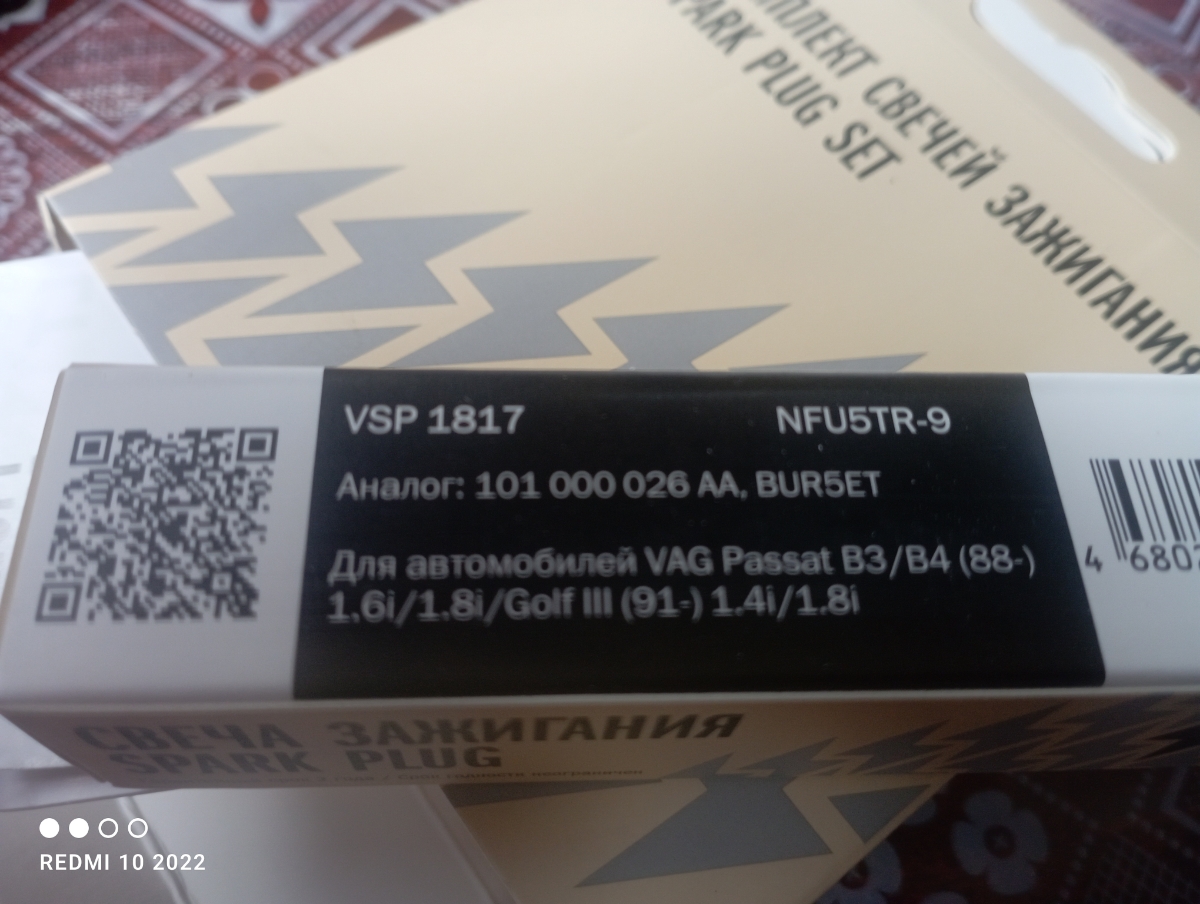 СВЕЧЕЙ ЗАЖИГАНИЯ
PLUG SET
VSP 1817 NFU5TR-9
Аналог: 101 000 026 AA, BUR5ET
Для автомобилей VAG Passat B3/B4 (88-)
1.6i/1.8i/Golf III (91-) 1.4i/1.8i
4 6802
СВЕЧА ЗАЖИГАНИЯ
SPARK PLUG
REDMI 10 2022